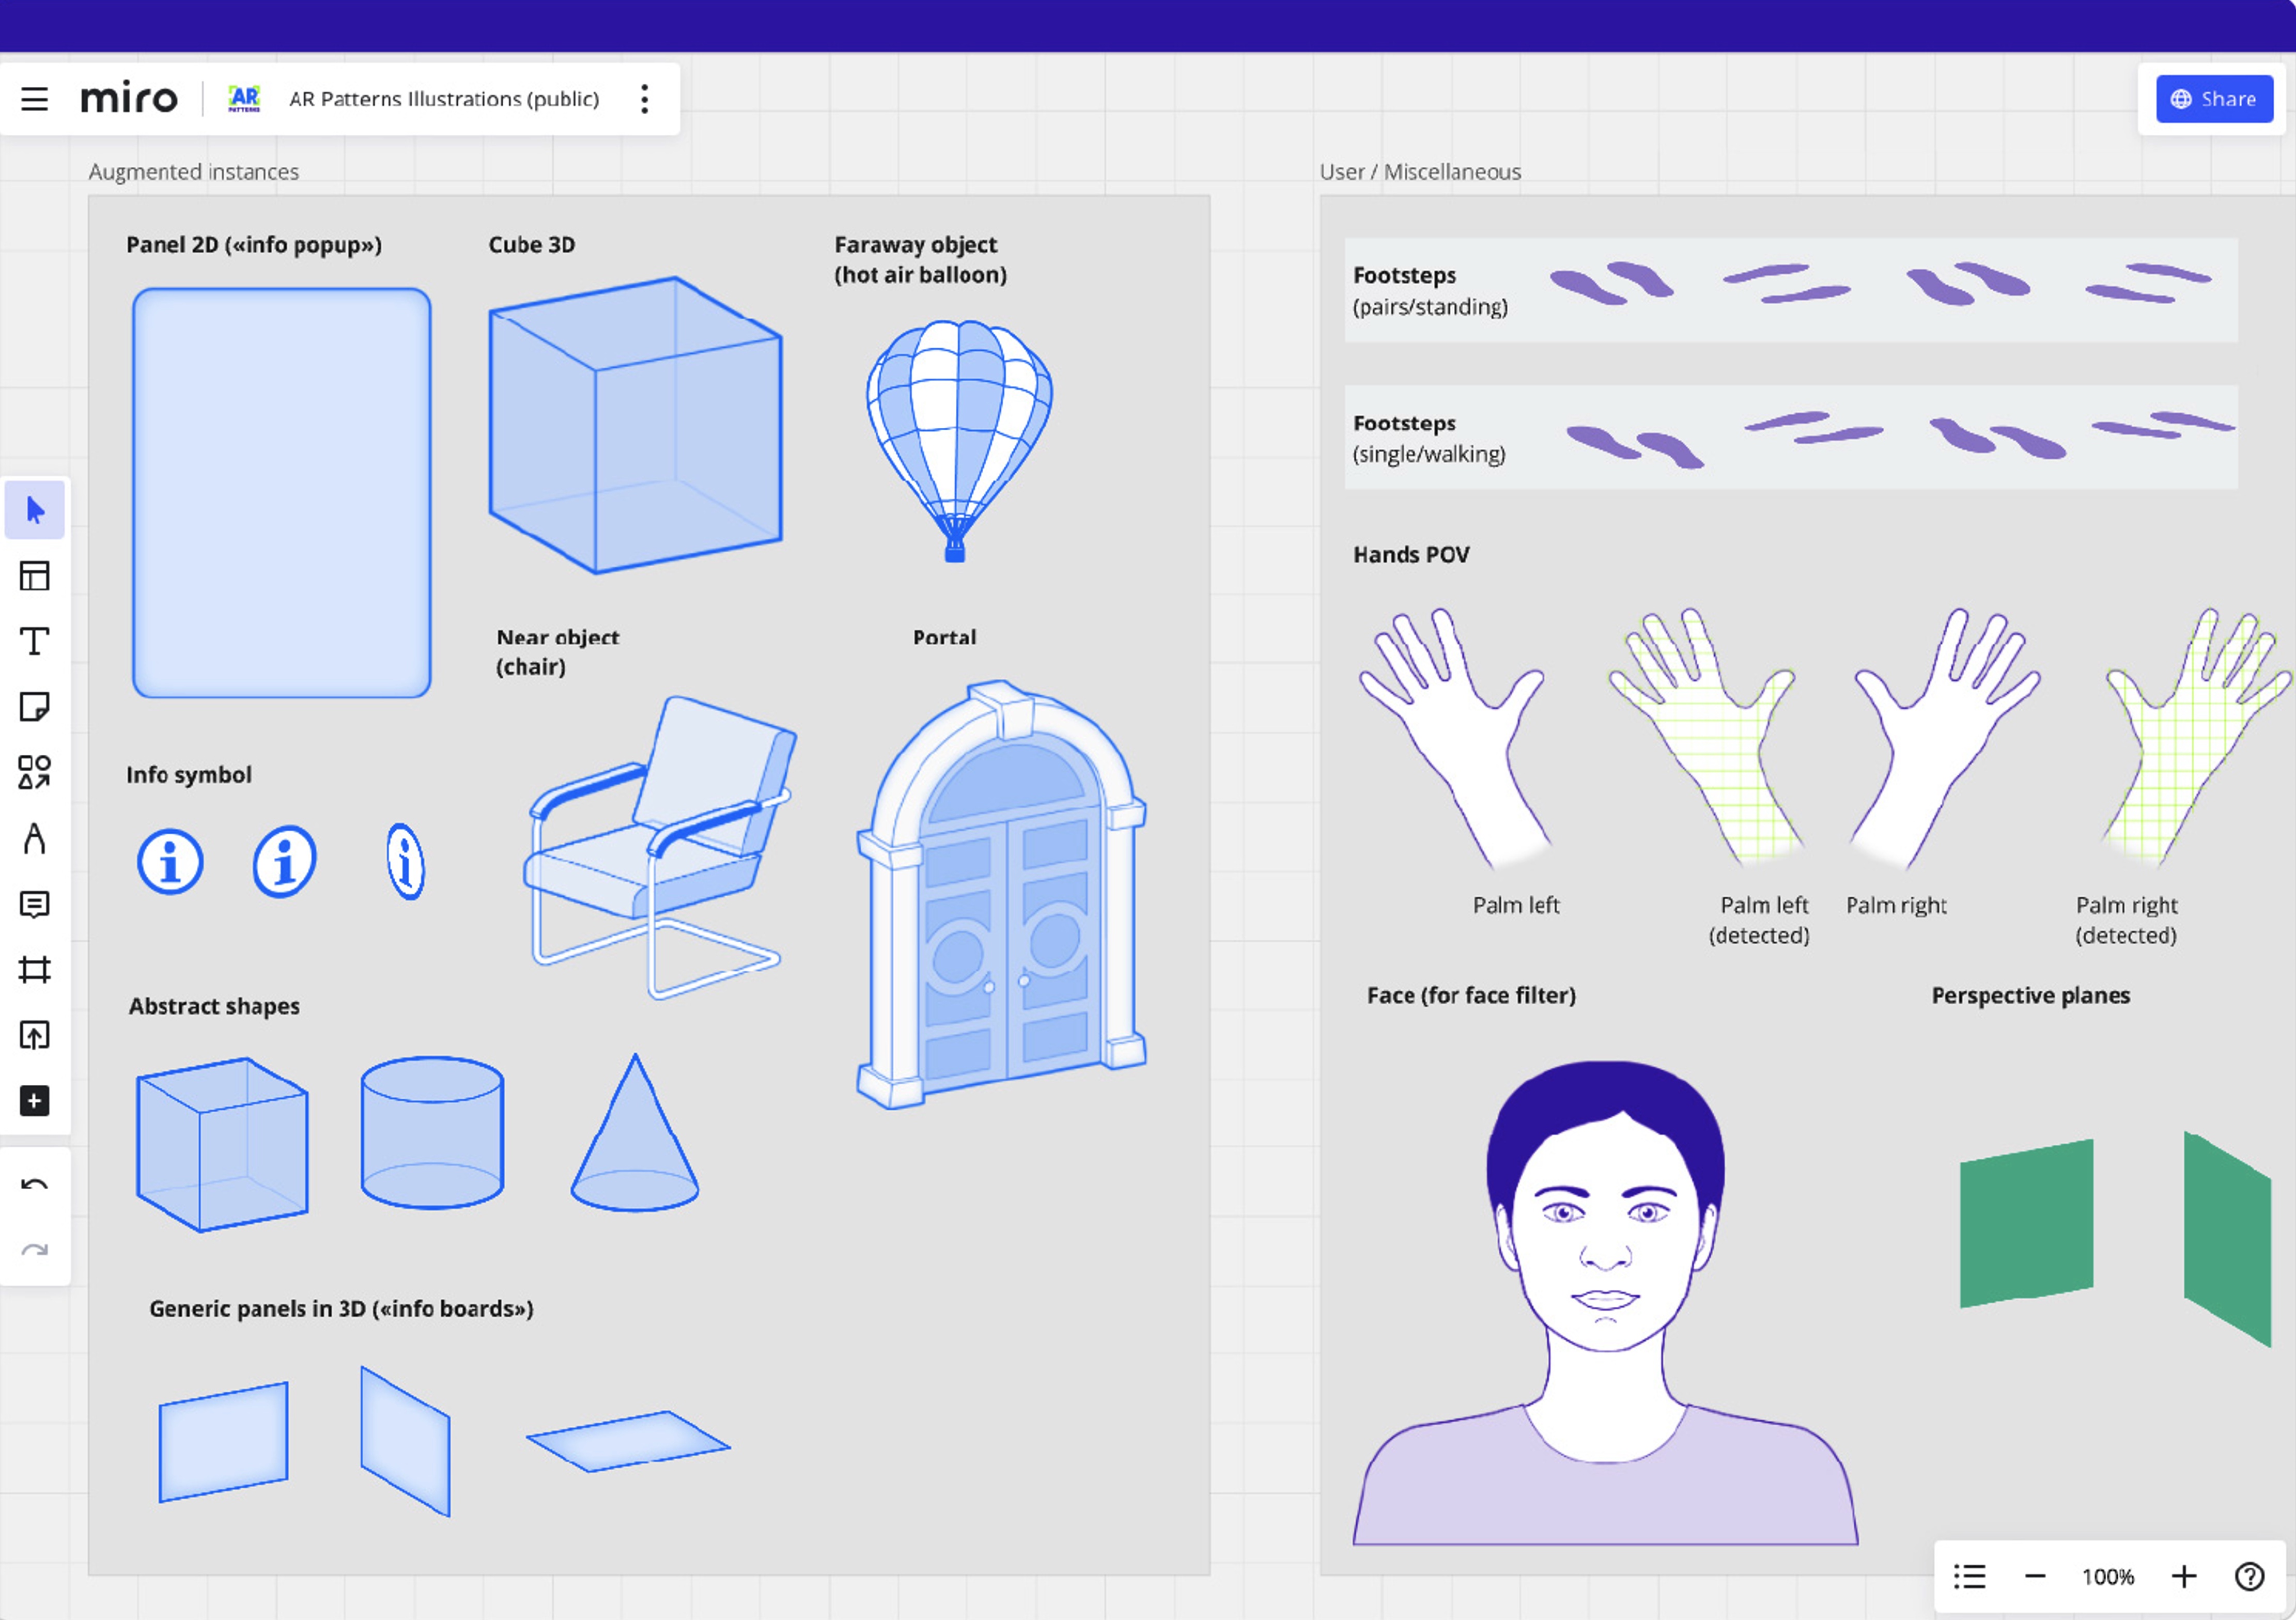 miro
AR
PATTERNS
AR Patterns Illustrations (public)
Share
Augmented instances
User / Miscellaneous
Panel 2D («info popup»)
Cube 3D
Faraway object
(hot air balloon)
Near object
(chair)
Portal
Info symbol
Abstract shapes
Generic panels in 3D («info boards»)
Footsteps
(pairs/standing)
Footsteps
(single/walking)
Hands POV
Palm left
Palm left
(detected)
Palm right
Palm right
(detected)
Face (for face filter)
Perspective planes
100%